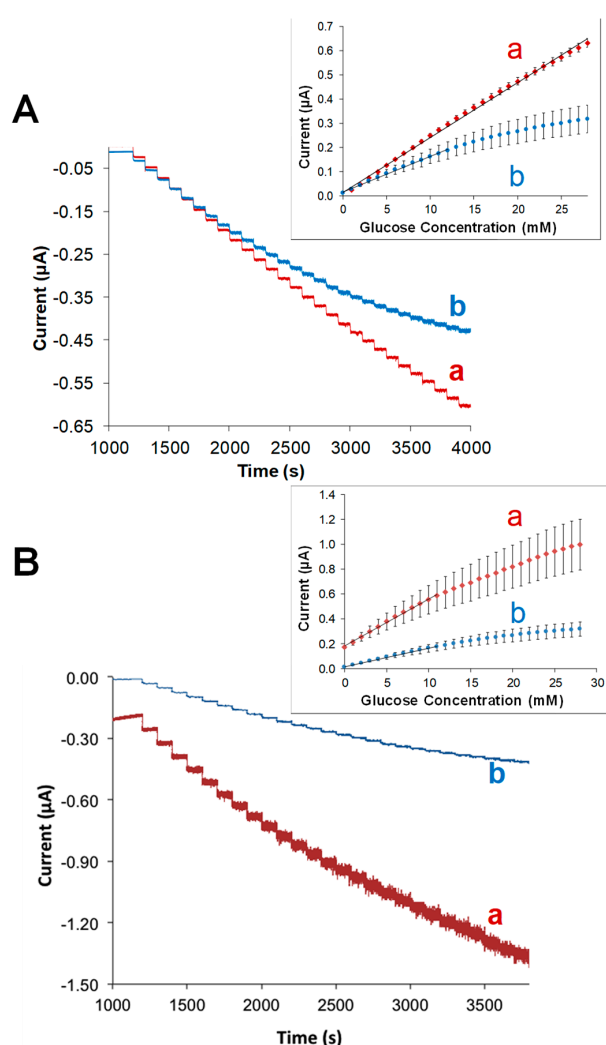 A
0.7
0.6
0.5
0.4
0.3
0.2
0.1
0.0
Current (µA)
a
b
0 5 10 15 20 25
Glucose Concentration (mM)
-0.05
-0.15
-0.25
-0.35
-0.45
-0.55
-0.65
Current (µA)
b
a
1000 1500 2000 2500 3000 3500 4000
Time (s)
B
1.4
1.2
1.0
0.8
0.6
0.4
0.2
0.0
Current (µA)
a
b
0 5 10 15 20 25 30
Glucose Concentration (mM)
0.00
-0.30
-0.60
-0.90
-1.20
-1.50
Current (µA)
b
a
1000 1500 2000 2500 3000 3500
Time (s)